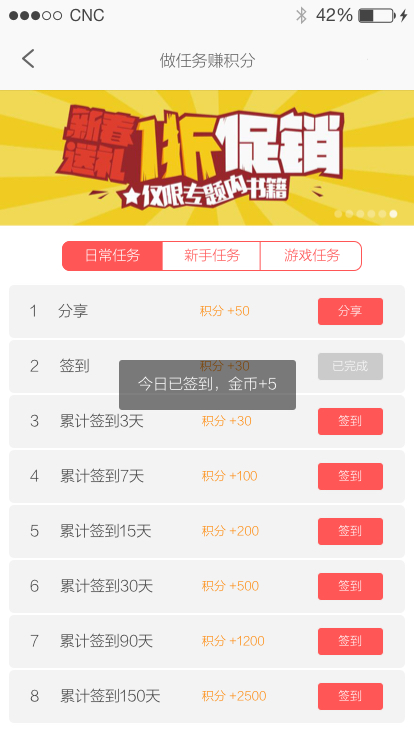 CNC 42%
做任务赚积分
新春送礼 1折促销
仅限专题内书籍
日常任务 新手任务 游戏任务
1 分享 积分 +50 分享
2 签到 积分 +30 已完成
今日已签到，金币+5
3 累计签到3天 积分 +30 签到
4 累计签到7天 积分 +100 签到
5 累计签到15天 积分 +200 签到
6 累计签到30天 积分 +500 签到
7 累计签到90天 积分 +1200 签到
8 累计签到150天 积分 +2500 签到